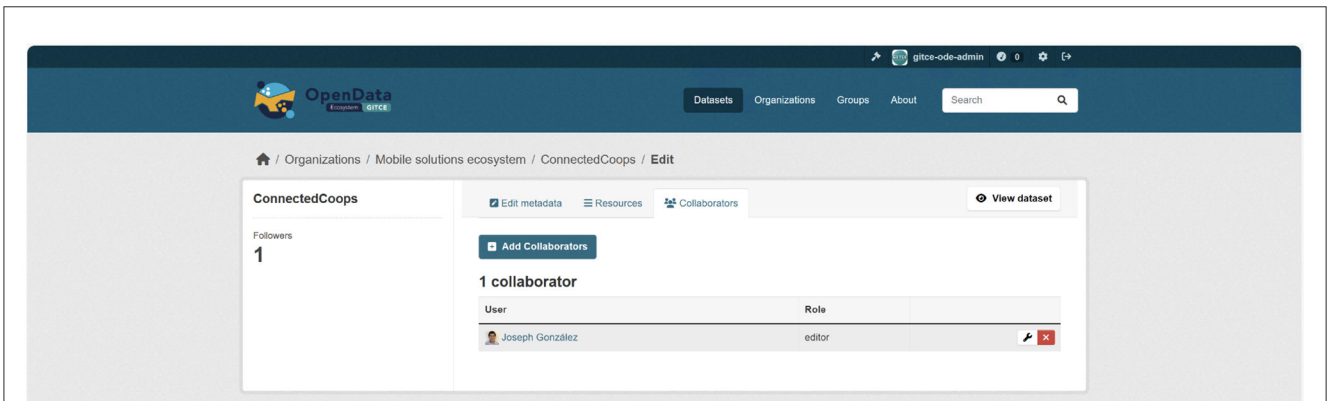 gitce-ode-admin 0
OpenData
Ecosystem GITCE
Datasets Organizations Groups About Search
/ Organizations / Mobile solutions ecosystem / ConnectedCoops / Edit
ConnectedCoops
Edit metadata Resources Collaborators View dataset
Followers
1
Add Collaborators
1 collaborator
User Role
Joseph González editor